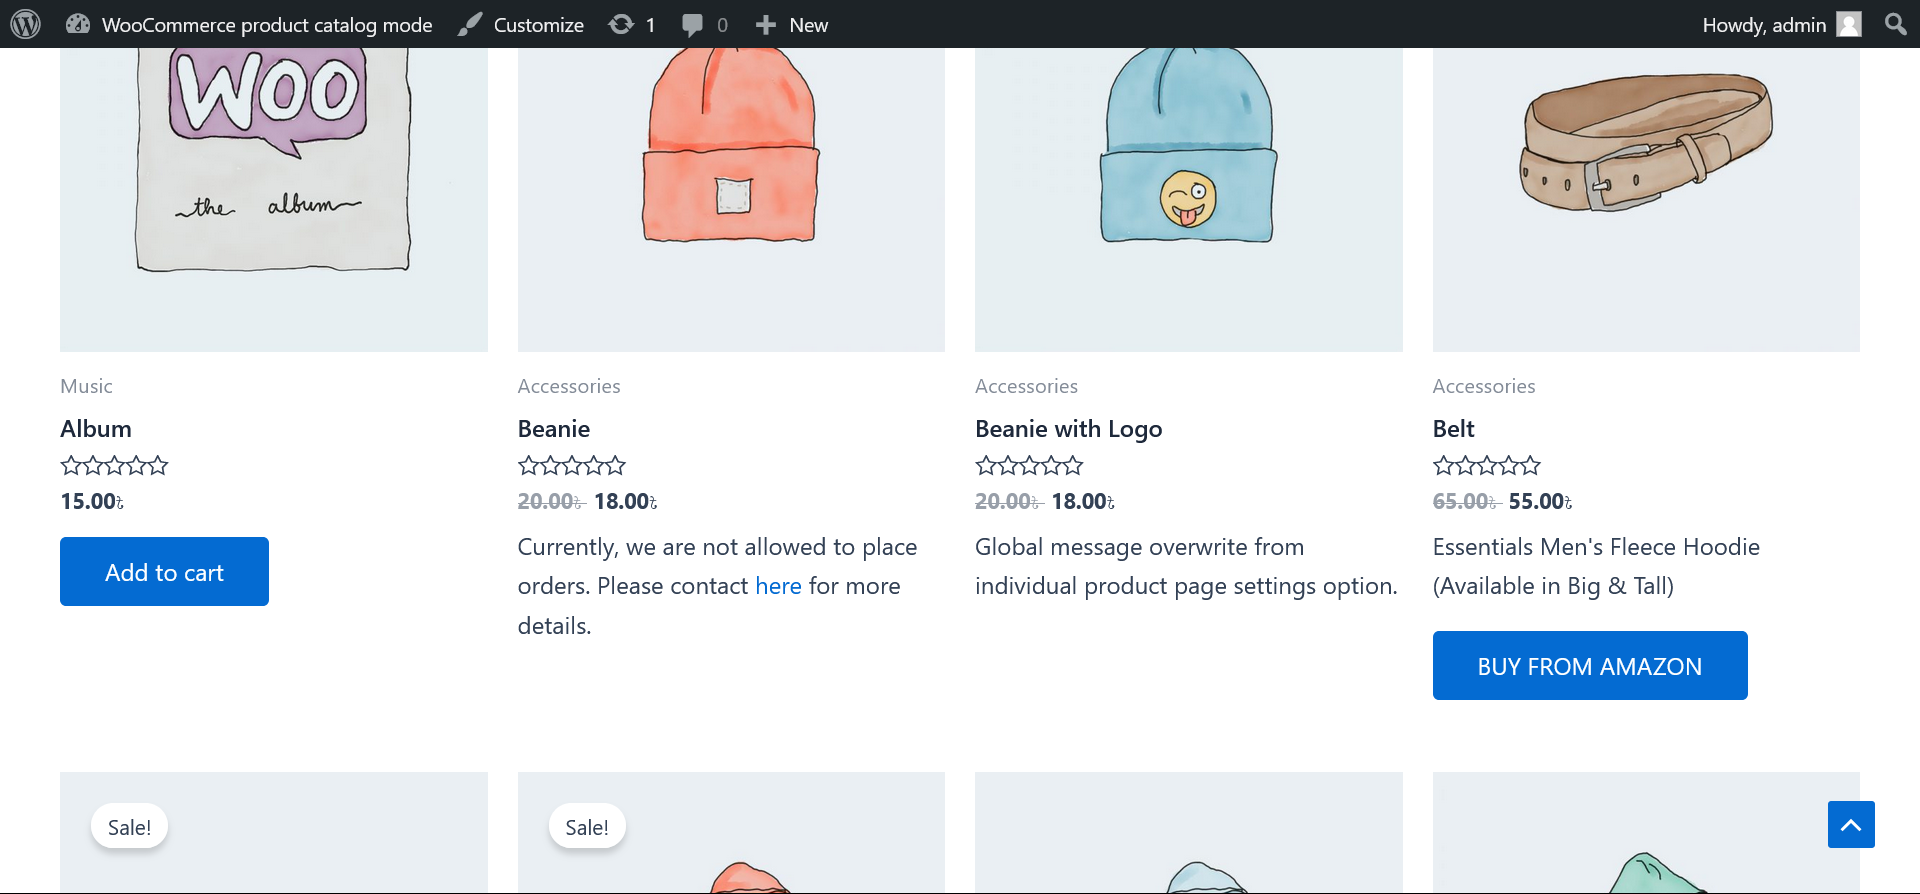 WooCommerce product catalog mode Customize 1 0 New Howdy, admin
WOO
the album
Music
Album
15.00৳
Add to cart
Accessories
Beanie
20.00৳ 18.00৳
Currently, we are not allowed to place
orders. Please contact here for more
details.
Accessories
Beanie with Logo
20.00৳ 18.00৳
Global message overwrite from
individual product page settings option.
Accessories
Belt
65.00৳ 55.00৳
Essentials Men's Fleece Hoodie
(Available in Big & Tall)
BUY FROM AMAZON
Sale!
Sale!